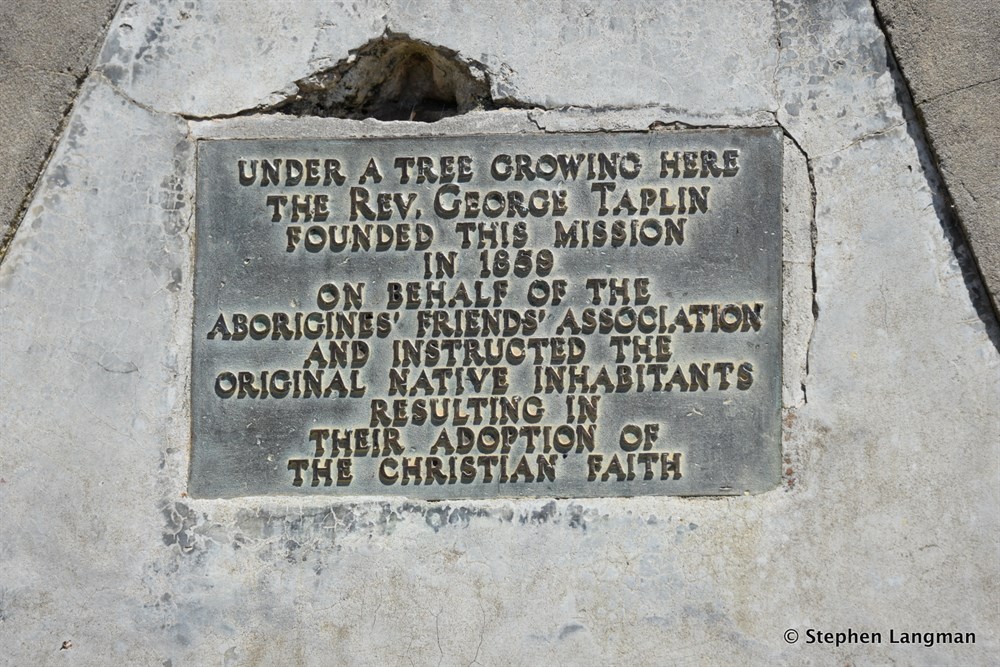 UNDER A TREE GROWING HERE
THE REV. GEORGE TAPLIN
FOUNDED THIS MISSION
IN 1859
ON BEHALF OF THE
ABORIGINES' FRIENDS' ASSOCIATION
AND INSTRUCTED THE
ORIGINAL NATIVE INHABITANTS
RESULTING IN
THEIR ADOPTION OF
THE CHRISTIAN FAITH
© Stephen Langman